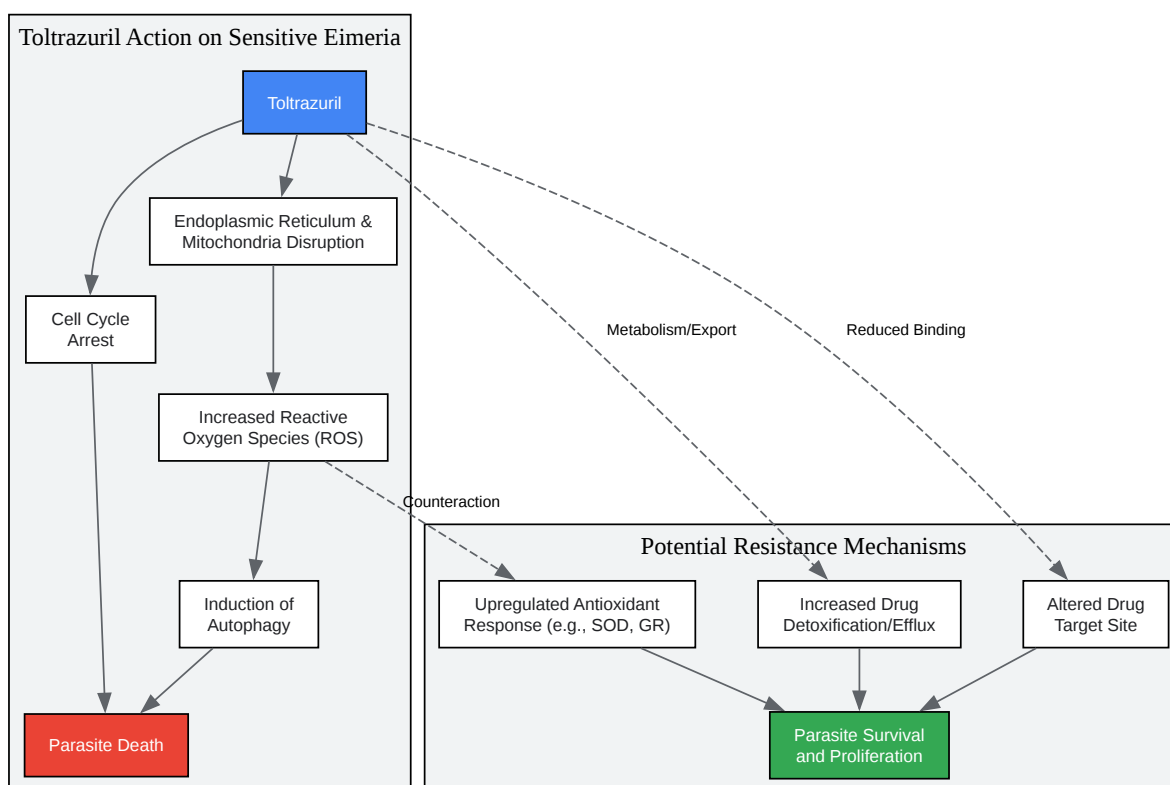 Toltrazuril Action on Sensitive Eimeria
Toltrazuril
Endoplasmic Reticulum &
Mitochondria Disruption
Cell Cycle
Arrest
Metabolism/Export
Reduced Binding
Increased Reactive
Oxygen Species (ROS)
Counteraction
Potential Resistance Mechanisms
Induction of
Autophagy
Upregulated Antioxidant
Response (e.g., SOD, GR)
Increased Drug
Detoxification/Efflux
Altered Drug
Target Site
Parasite Death
Parasite Survival
and Proliferation